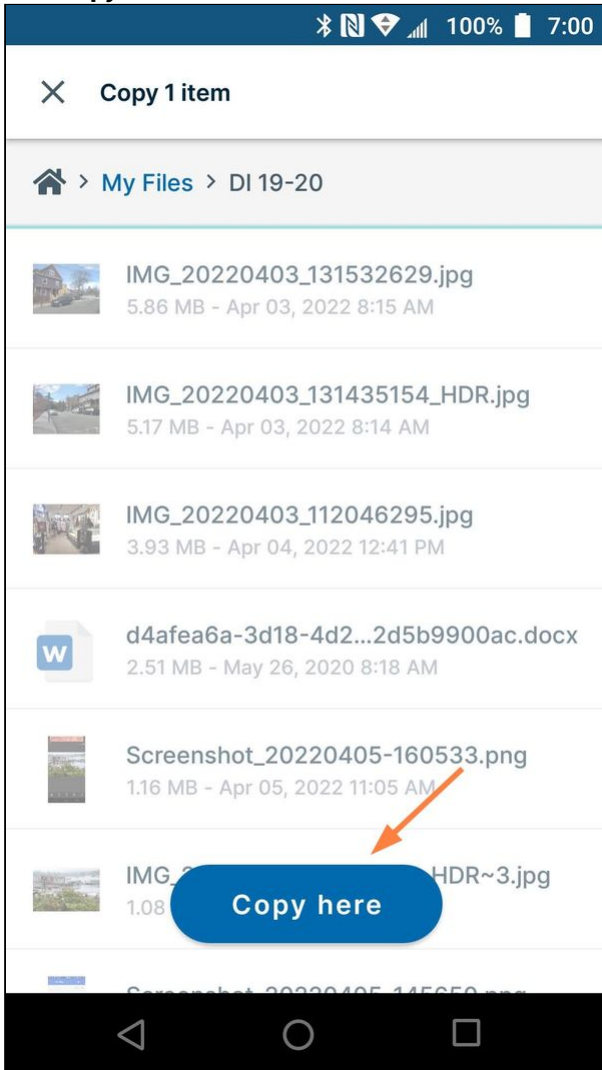 100% 7:00
Copy 1 item
> My Files > DI 19-20
IMG_20220403_131532629.jpg
5.86 MB - Apr 03, 2022 8:15 AM
IMG_20220403_131435154_HDR.jpg
5.17 MB - Apr 03, 2022 8:14 AM
IMG_20220403_112046295.jpg
3.93 MB - Apr 04, 2022 12:41 PM
W
d4afea6a-3d18-4d2...2d5b9900ac.docx
2.51 MB - May 26, 2020 8:18 AM
Screenshot_20220405-160533.png
1.16 MB - Apr 05, 2022 11:05 AM
IMG_ HDR~3.jpg
1.08
Copy here